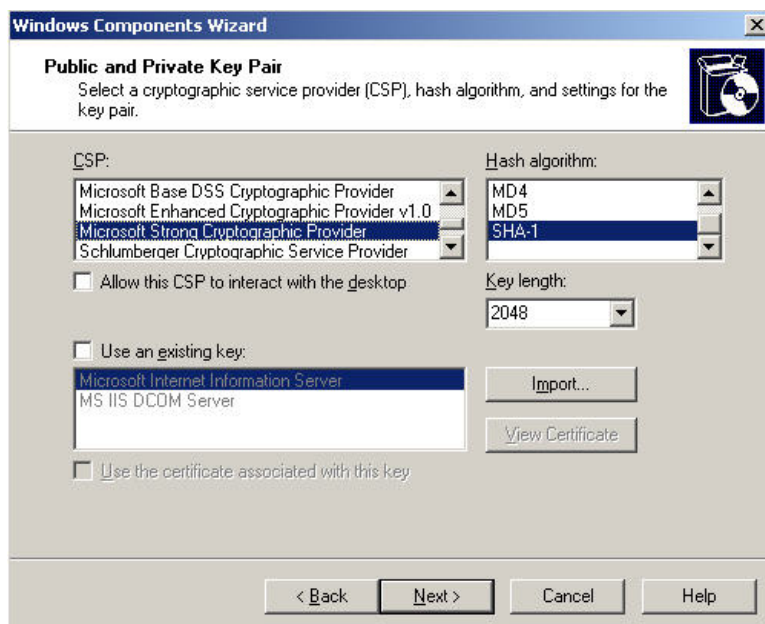 Windows Components Wizard
Public and Private Key Pair
Select a cryptographic service provider (CSP), hash algorithm, and settings for the
key pair.
CSP:
Microsoft Base DSS Cryptographic Provider
Microsoft Enhanced Cryptographic Provider v1.0
Microsoft Strong Cryptographic Provider
Schlumberger Cryptographic Service Provider
Allow this CSP to interact with the desktop
Hash algorithm:
MD4
MD5
SHA-1
Key length:
2048
Use an existing key:
Microsoft Internet Information Server
MS IIS DCOM Server
Import...
View Certificate
Use the certificate associated with this key
< Back Next > Cancel Help